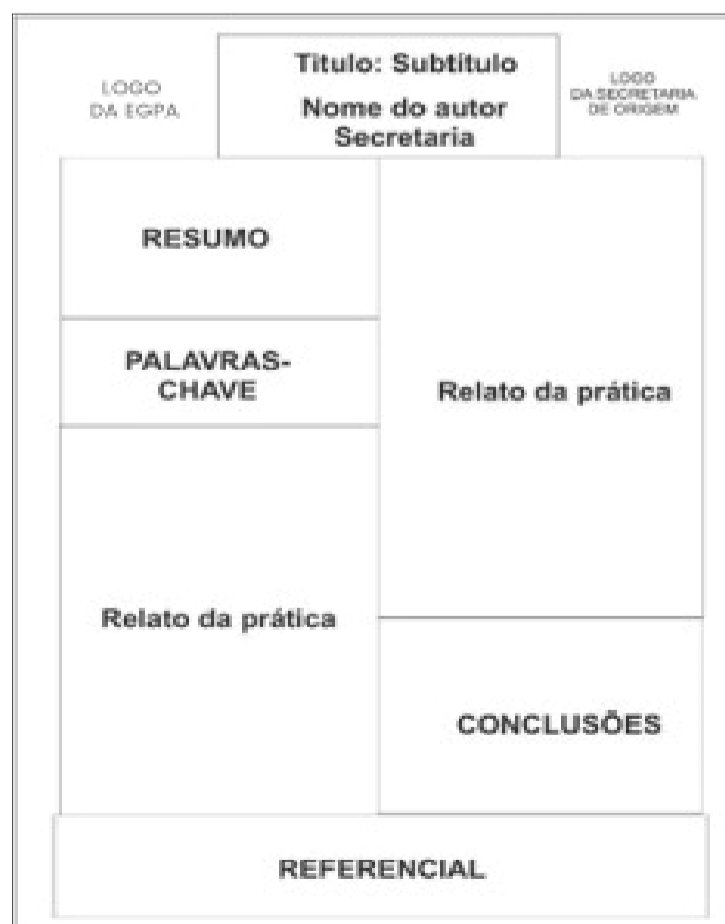 LOGO
DA EGPA
Titulo: Subtítulo
Nome do autor
Secretaria
LOGO
DA SECRETARIA
DE ORIGEM
RESUMO
PALAVRAS-
CHAVE
Relato da prática
Relato da prática
CONCLUSÕES
REFERENCIAL